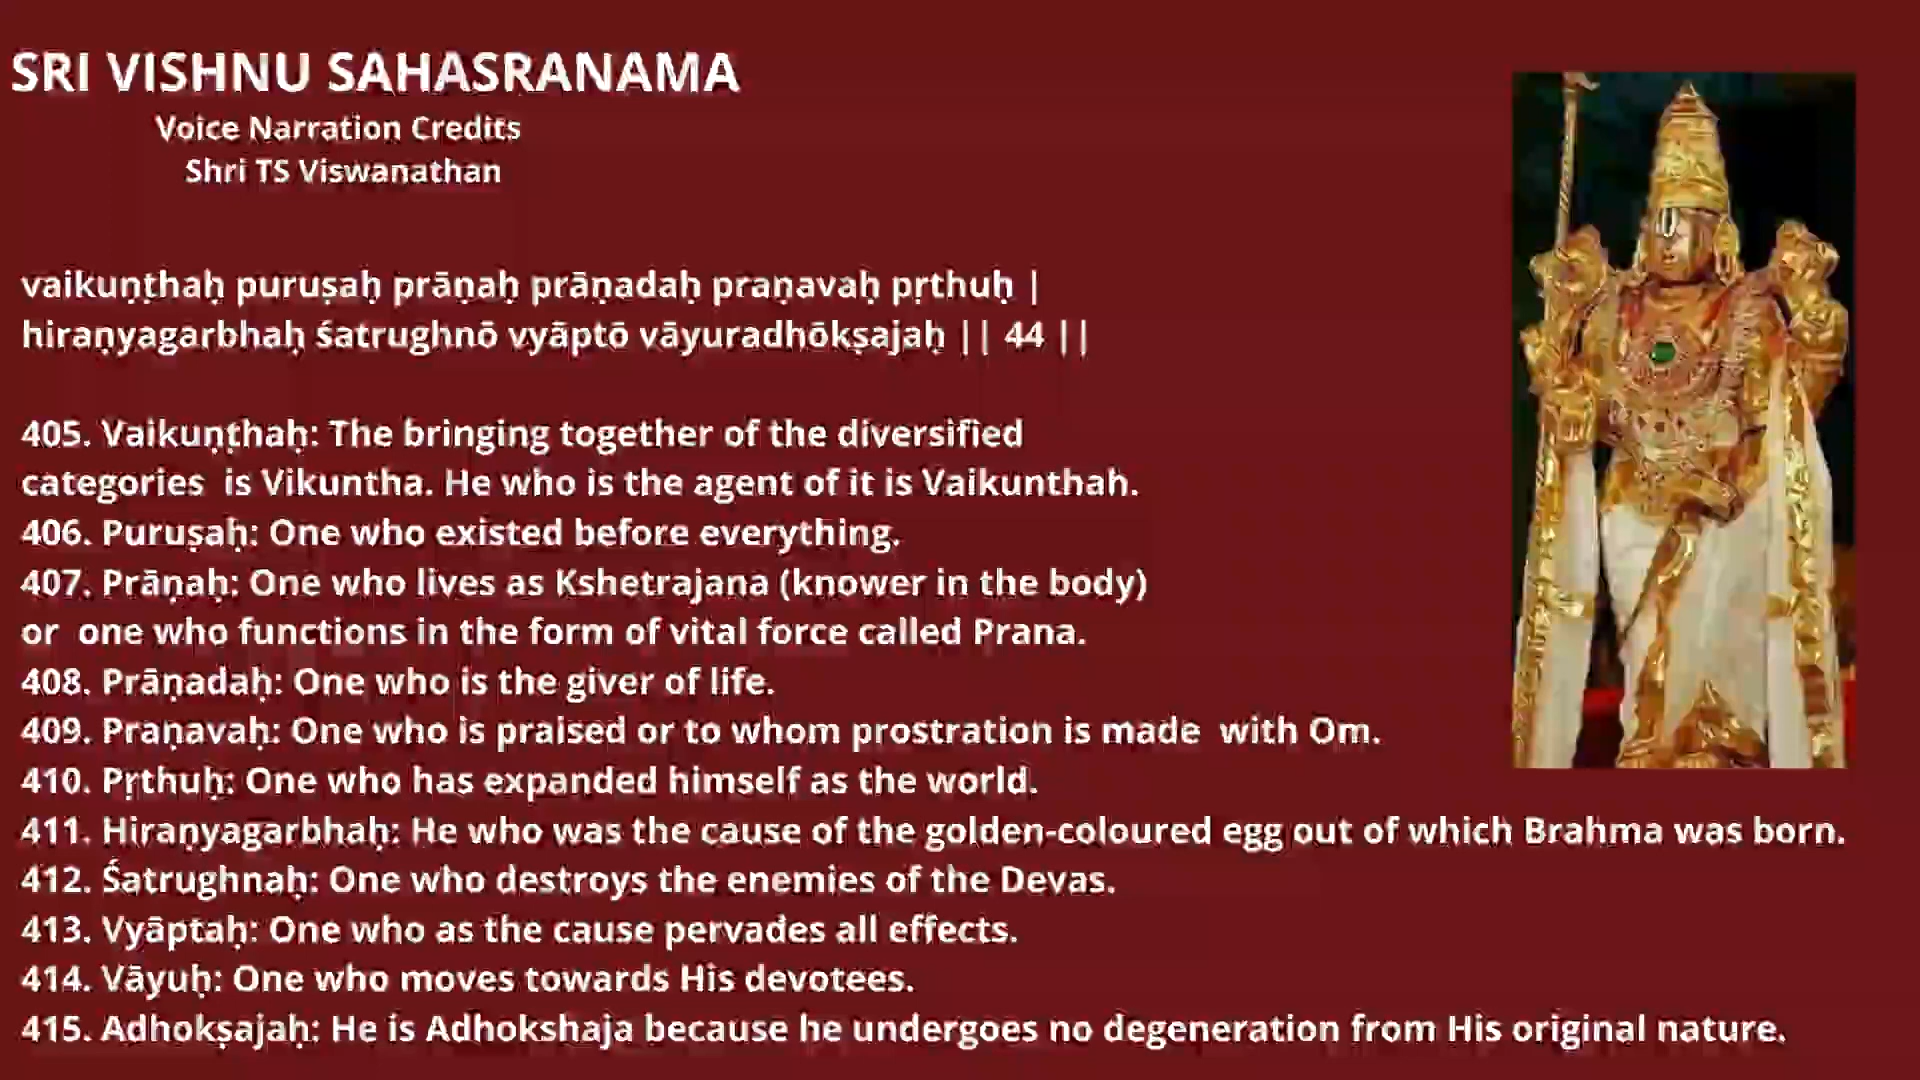 SRI VISHNU SAHASRANAMA
Voice Narration Credits
Shri TS Viswanathan
vaikuṇṭhaḥ puruṣaḥ prāṇaḥ prāṇadaḥ praṇavaḥ pṛthuḥ |
hiraṇyagarbhaḥ śatrughnō vyāptō vāyuradhōkṣajaḥ || 44 ||
405. Vaikuṇṭhaḥ: The bringing together of the diversified
categories is Vikuntha. He who is the agent of it is Vaikunthah.
406. Puruṣaḥ: One who existed before everything.
407. Prāṇaḥ: One who lives as Kshetrajana (knower in the body)
or one who functions in the form of vital force called Prana.
408. Prāṇadaḥ: One who is the giver of life.
409. Praṇavaḥ: One who is praised or to whom prostration is made with Om.
410. Pṛthuḥ: One who has expanded himself as the world.
411. Hiraṇyagarbhaḥ: He who was the cause of the golden-coloured egg out of which Brahma was born.
412. Śatrughnaḥ: One who destroys the enemies of the Devas.
413. Vyāptaḥ: One who as the cause pervades all effects.
414. Vāyuḥ: One who moves towards His devotees.
415. Adhokṣajaḥ: He is Adhokshaja because he undergoes no degeneration from His original nature.